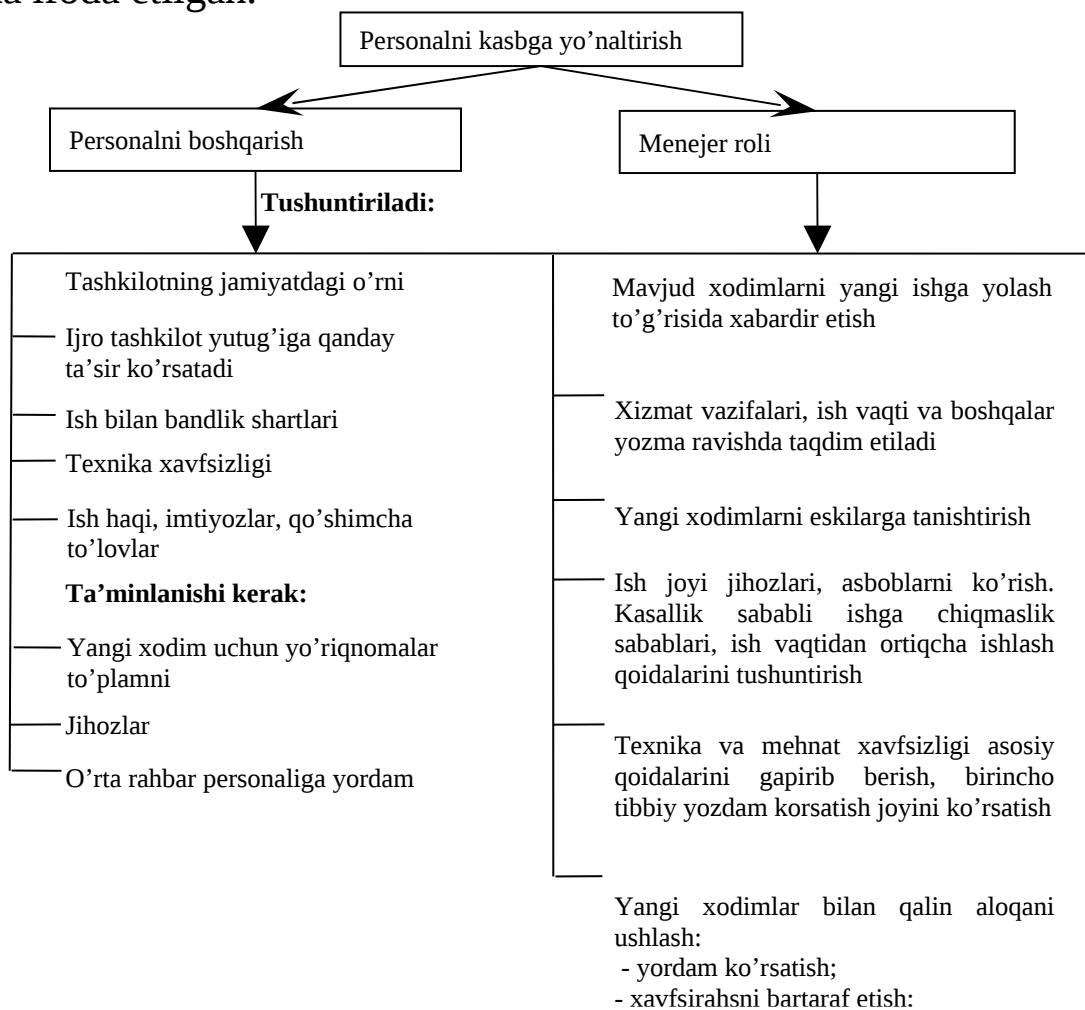 ifoda etilgan.
Personalni kasbga yo’naltirish
Personalni boshqarish
Menejer roli
Tushuntiriladi:
Tashkilotning jamiyatdagi o’rni
Ijro tashkilot yutug’iga qanday
ta’sir ko’rsatadi
Ish bilan bandlik shartlari
Texnika xavfsizligi
Ish haqi, imtiyozlar, qo’shimcha
to’lovlar
Ta’minlanishi kerak:
Yangi xodim uchun yo’riqnomalar
to’plamni
Jihozlar
O’rta rahbar personaliga yordam
Mavjud xodimlarni yangi ishga yolash
to’g’risida xabardir etish
Xizmat vazifalari, ish vaqti va boshqalar
yozma ravishda taqdim etiladi
Yangi xodimlarni eskilarga tanishtirish
Ish joyi jihozlari, asboblarni ko’rish.
Kasallik sababli ishga chiqmaslik
sabablari, ish vaqtidan ortiqcha ishlash
qoidalarini tushuntirish
Texnika va mehnat xavfsizligi asosiy
qoidalarini gapirib berish, birincho
tibbiy yozdam korsatish joyini ko’rsatish
Yangi xodimlar bilan qalin aloqani
ushlash:
- yordam ko’rsatish;
- xavfsirahsni bartaraf etish;